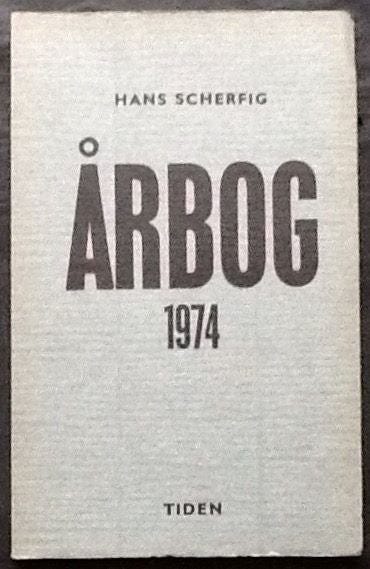 HANS SCHERFIG
ÅRBOG
1974
TIDEN